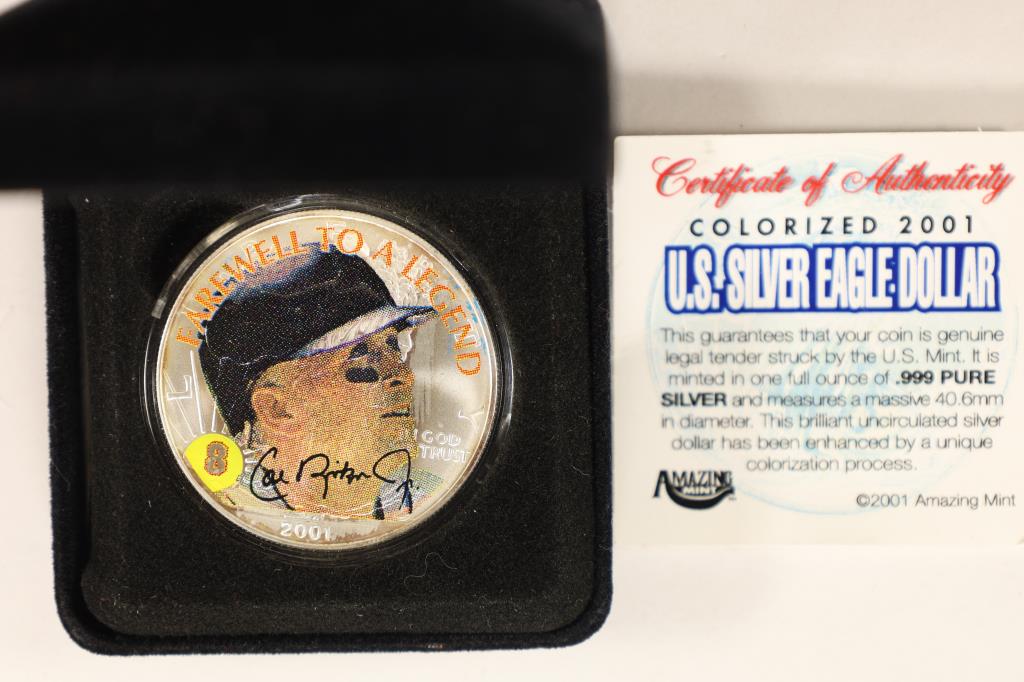 FAREWELL TO A LEGEND
L
Y
8
IN GOD
TRUST
Cal Ripken Jr.
2001
Certificate of Authenticity
COLORIZED 2001
U.S. SILVER EAGLE DOLLAR
This guarantees that your coin is genuine
legal tender struck by the U.S. Mint. It is
minted in one full ounce of .999 PURE
SILVER and measures a massive 40.6mm
in diameter. This brilliant uncirculated silver
dollar has been enhanced by a unique
colorization process.
AMAZING
MINT
©2001 Amazing Mint